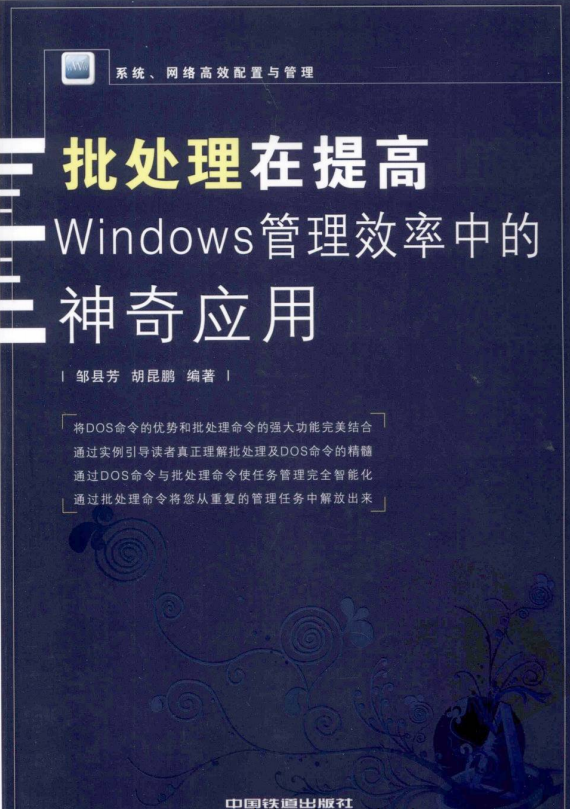 系统、网络高效配置与管理
批处理在提高
Windows管理效率中的
神奇应用
邹县芳 胡昆鹏 编著
将DOS命令的优势和批处理命令的强大功能完美结合
通过实例引导读者真正理解批处理及DOS命令的精髓
通过DOS命令与批处理命令使任务管理完全智能化
通过批处理命令将您从重复的管理任务中解放出来
中国铁道出版社